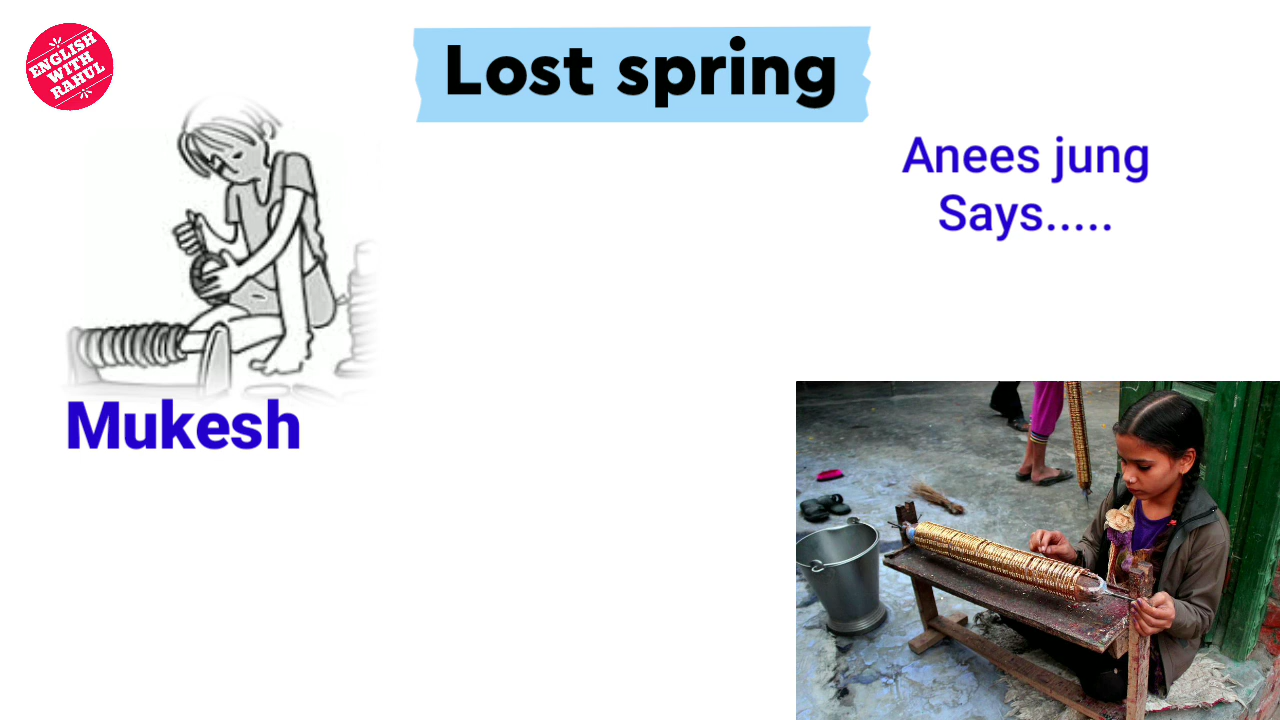 ENGLISH
WITH
RAHUL
Lost spring
Anees jung
Says.....
Mukesh